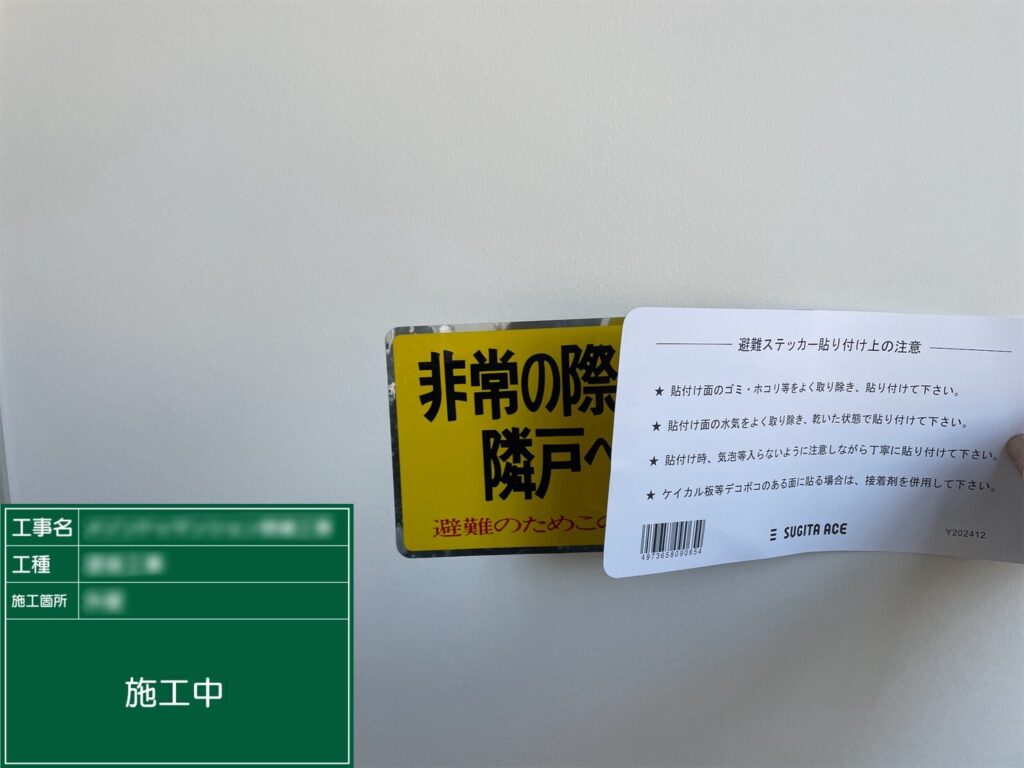 非常の際
隣戸へ
避難のためこの
避難ステッカー貼り付け上の注意
★ 貼付け面のゴミ・ホコリ等をよく取り除き、貼り付けて下さい。
★ 貼付け面の水気をよく取り除き、乾いた状態で貼り付けて下さい。
★ 貼付け時、気泡等入らないように注意しながら丁寧に貼り付けて下さい。
★ ケイカル板等デコボコのある面に貼る場合は、接着剤を併用して下さい。
4973658090654
SUGITA ACE
Y202412
工事名
工種
施工箇所
施工中